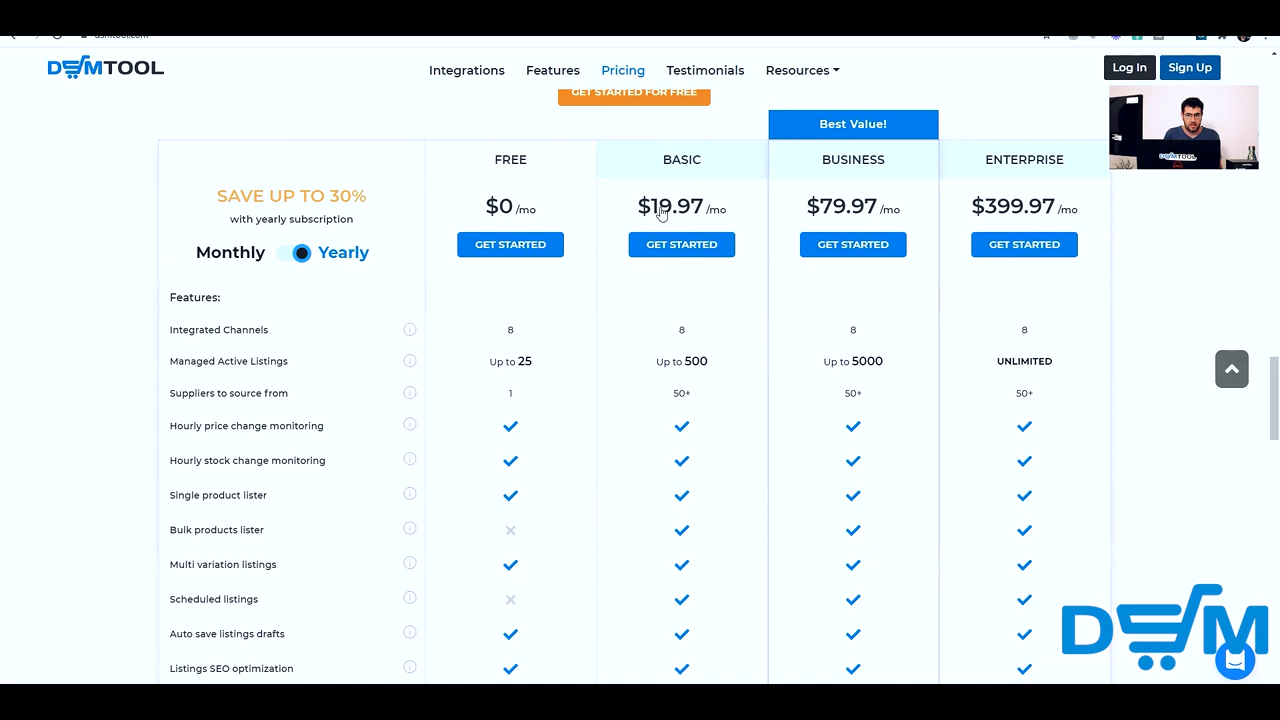 DSMTOOL
Integrations Features Pricing Testimonials Resources
Log In Sign Up
GET STARTED FOR FREE
Best Value!
FREE BASIC BUSINESS ENTERPRISE
SAVE UP TO 30%
with yearly subscription
$0 /mo $19.97 /mo $79.97 /mo $399.97 /mo
Monthly Yearly
GET STARTED GET STARTED GET STARTED GET STARTED
Features:
Integrated Channels 8 8 8 8
Managed Active Listings Up to 25 Up to 500 Up to 5000 UNLIMITED
Suppliers to source from 1 50+ 50+ 50+
Hourly price change monitoring
Hourly stock change monitoring
Single product lister
Bulk products lister
Multi variation listings
Scheduled listings
Auto save listings drafts
Listings SEO optimization
DSM